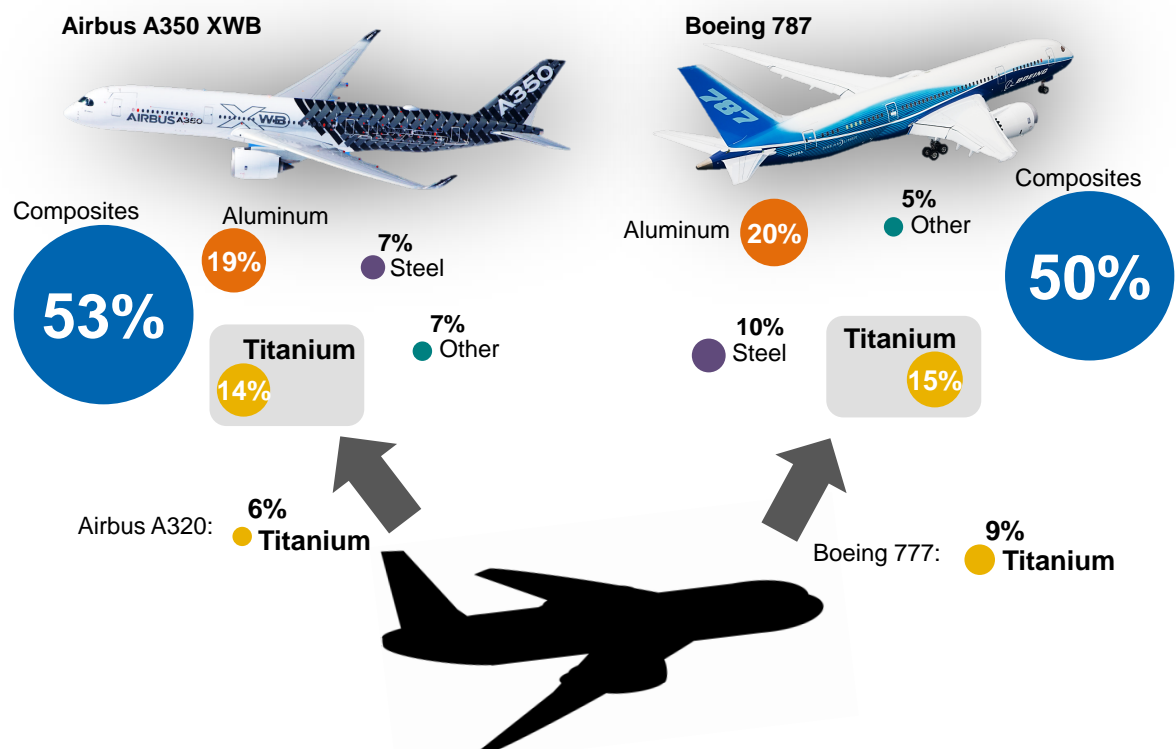 Airbus A350 XWB
Boeing 787
A350
AIRBUS A350
XWB
787
BOEING
Composites
53%
Aluminum
19%
7%
Steel
7%
Other
Titanium
14%
Aluminum
20%
5%
Other
Composites
50%
10%
Steel
Titanium
15%
Airbus A320:
6%
Titanium
Boeing 777:
9%
Titanium